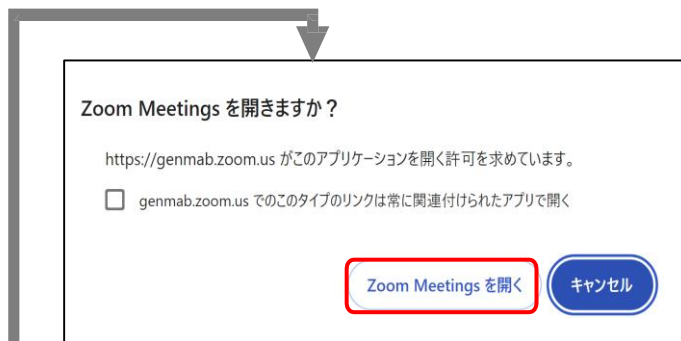 Zoom Meetings を開きますか？
https://genmab.zoom.us がこのアプリケーションを開く許可を求めています。
genmab.zoom.us でのこのタイプのリンクは常に関連付けられたアプリで開く
Zoom Meetings を開く
キャンセル